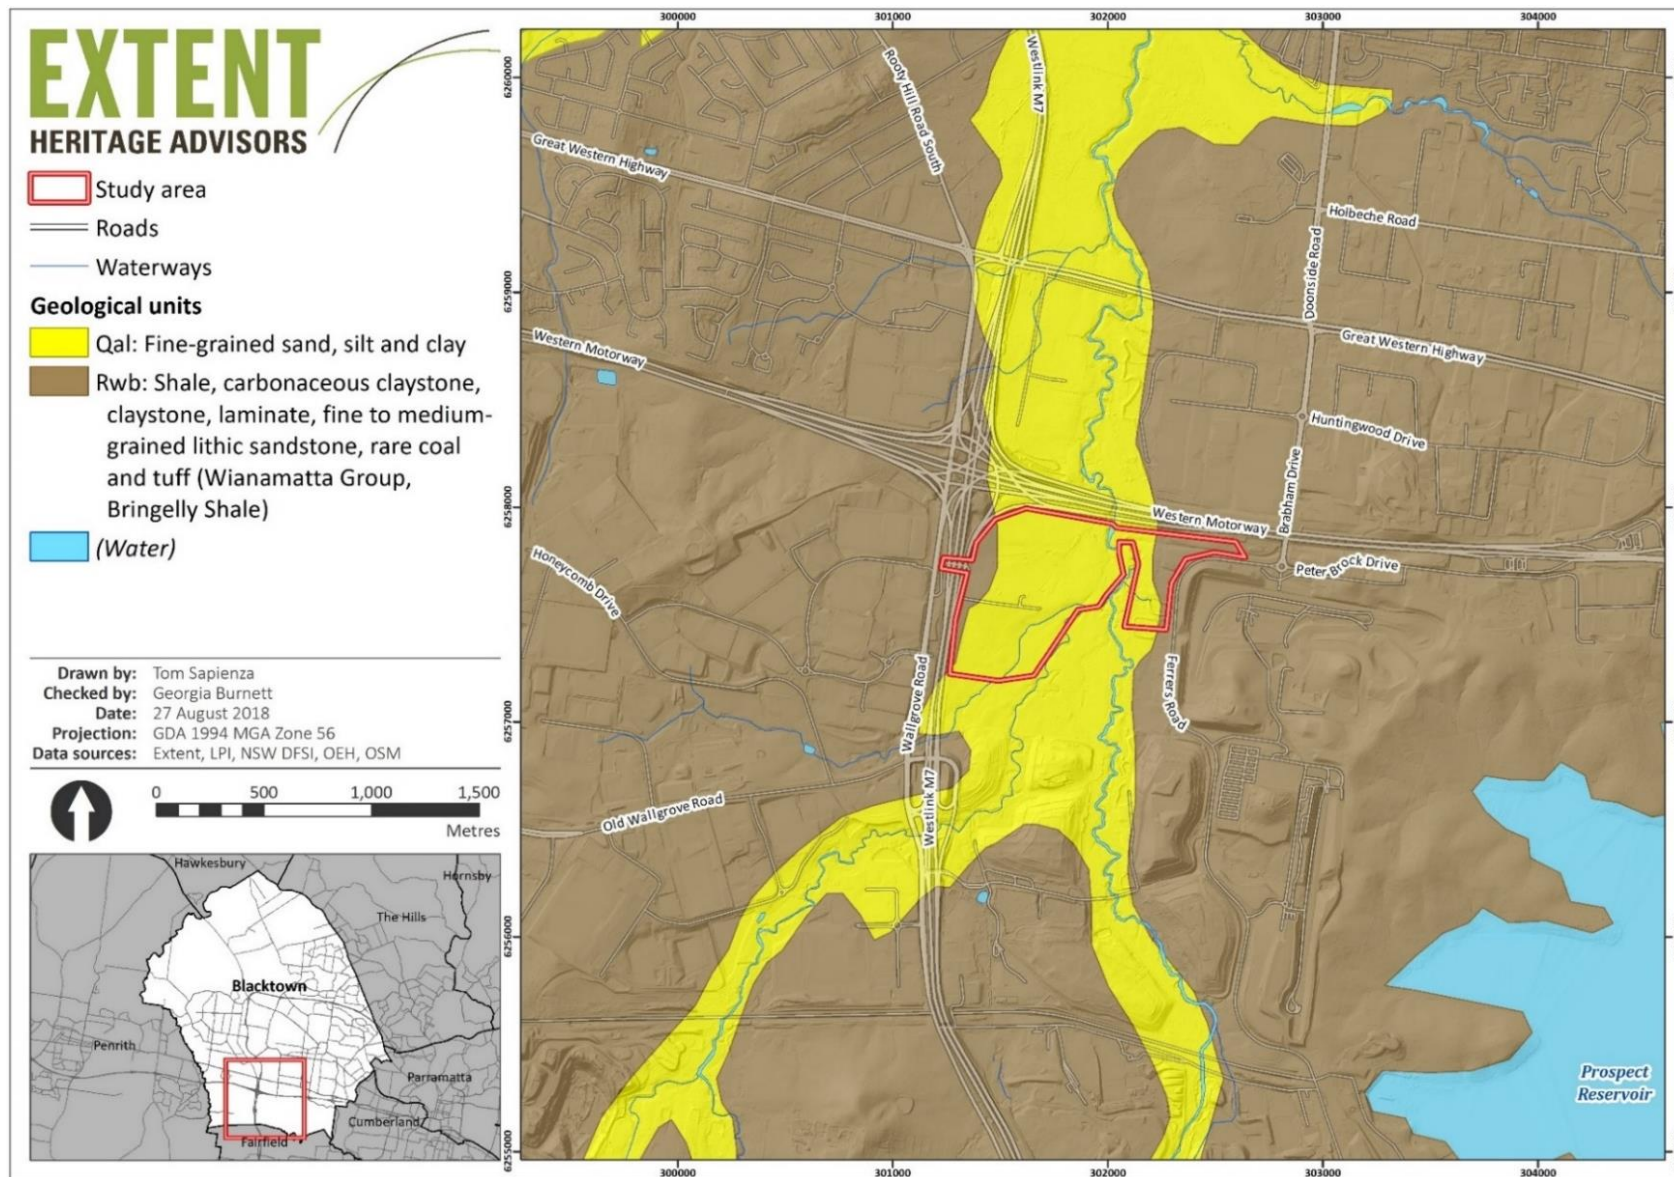 EXTENT
HERITAGE ADVISORS
Study area
Roads
Waterways
Geological units
Qal: Fine-grained sand, silt and clay
Rwb: Shale, carbonaceous claystone,
claystone, laminate, fine to medium-
grained lithic sandstone, rare coal
and tuff (Wianamatta Group,
Bringelly Shale)
(Water)
Drawn by: Tom Sapienza
Checked by: Georgia Burnett
Date: 27 August 2018
Projection: GDA 1994 MGA Zone 56
Data sources: Extent, LPI, NSW DFSI, OEH, OSM
0 500 1,000 1,500
Metres
Hawkesbury
Hornsby
The Hills
Blacktown
Penrith
Parramatta
Cumberland
Fairfield
300000 301000 302000 303000 304000
6260000
6259000
6258000
6257000
6256000
6255000
Westlink M7
Rooty Hill Road South
Great Western Highway
Holbeche Road
Doonside Road
Western Motorway
Great Western Highway
Huntingwood Drive
Brabham Drive
Western Motorway
Peter Brock Drive
Honeycomb Drive
Wallgrove Road
Ferrers Road
Westlink M7
Old Wallgrove Road
Prospect
Reservoir
300000 301000 302000 303000 304000